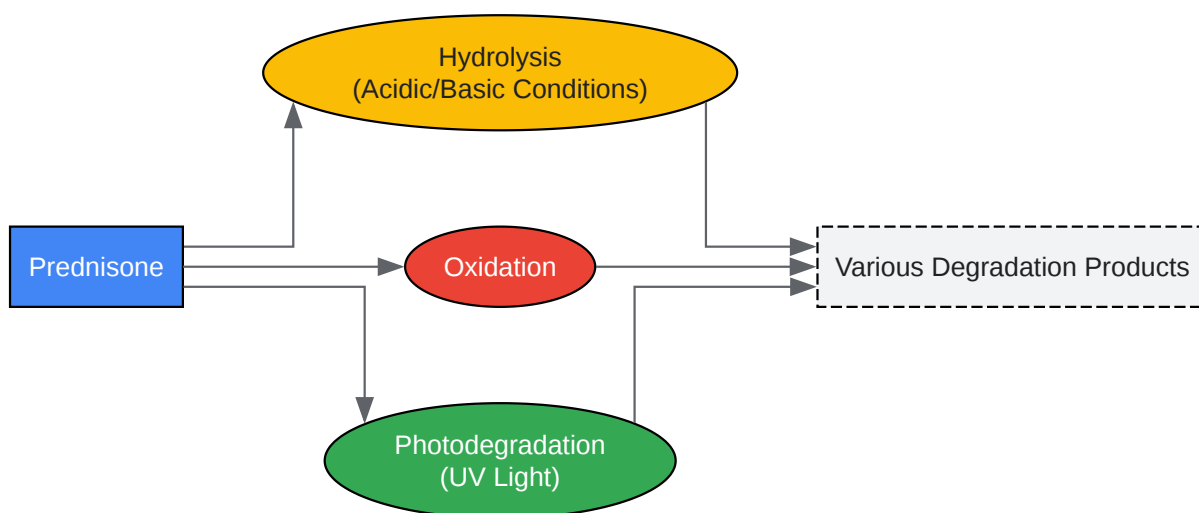 Hydrolysis
(Acidic/Basic Conditions)
Prednisone
Oxidation
Various Degradation Products
Photodegradation
(UV Light)